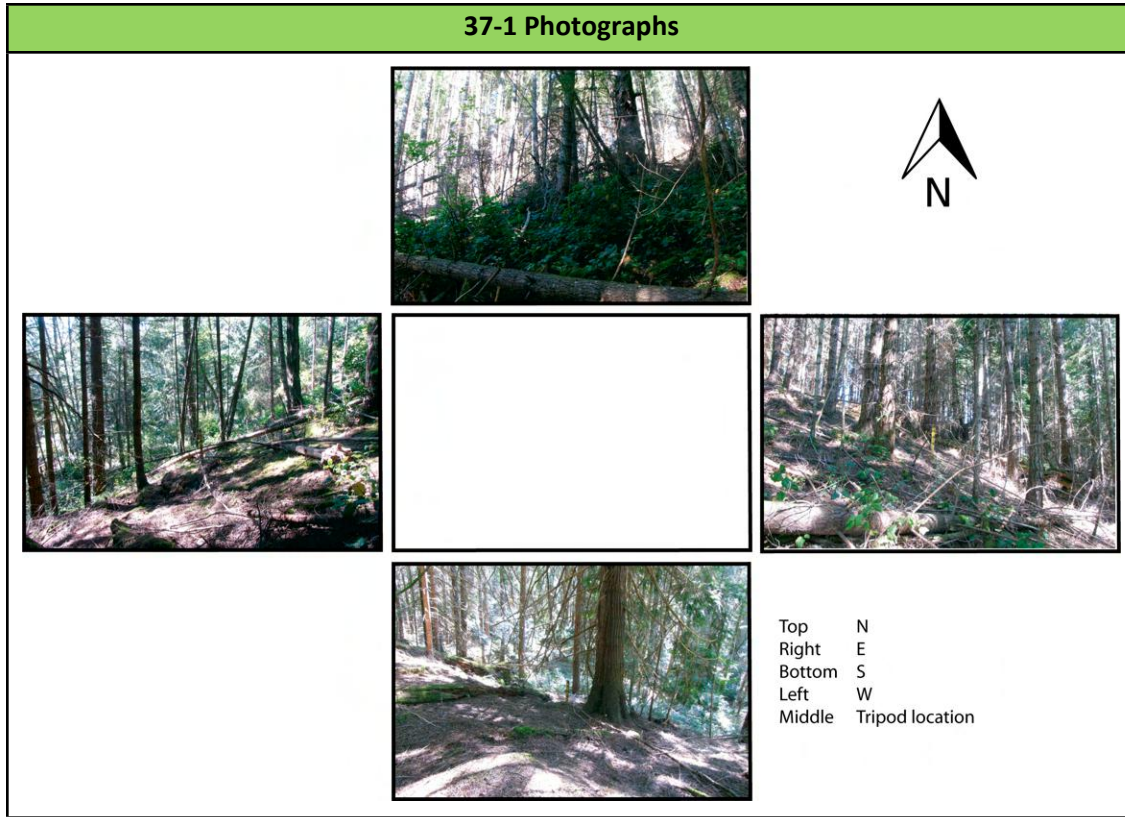 37-1 Photographs
N
Top N
Right E
Bottom S
Left W
Middle Tripod location